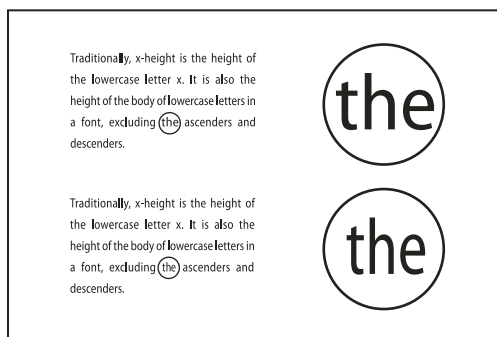 Traditionally, x-height is the height of
the lowercase letter x. It is also the
height of the body of lowercase letters in
a font, excluding the ascenders and
descenders.
the
Traditionally, x-height is the height of
the lowercase letter x. It is also the
height of the body of lowercase letters in
a font, excluding the ascenders and
descenders.
the